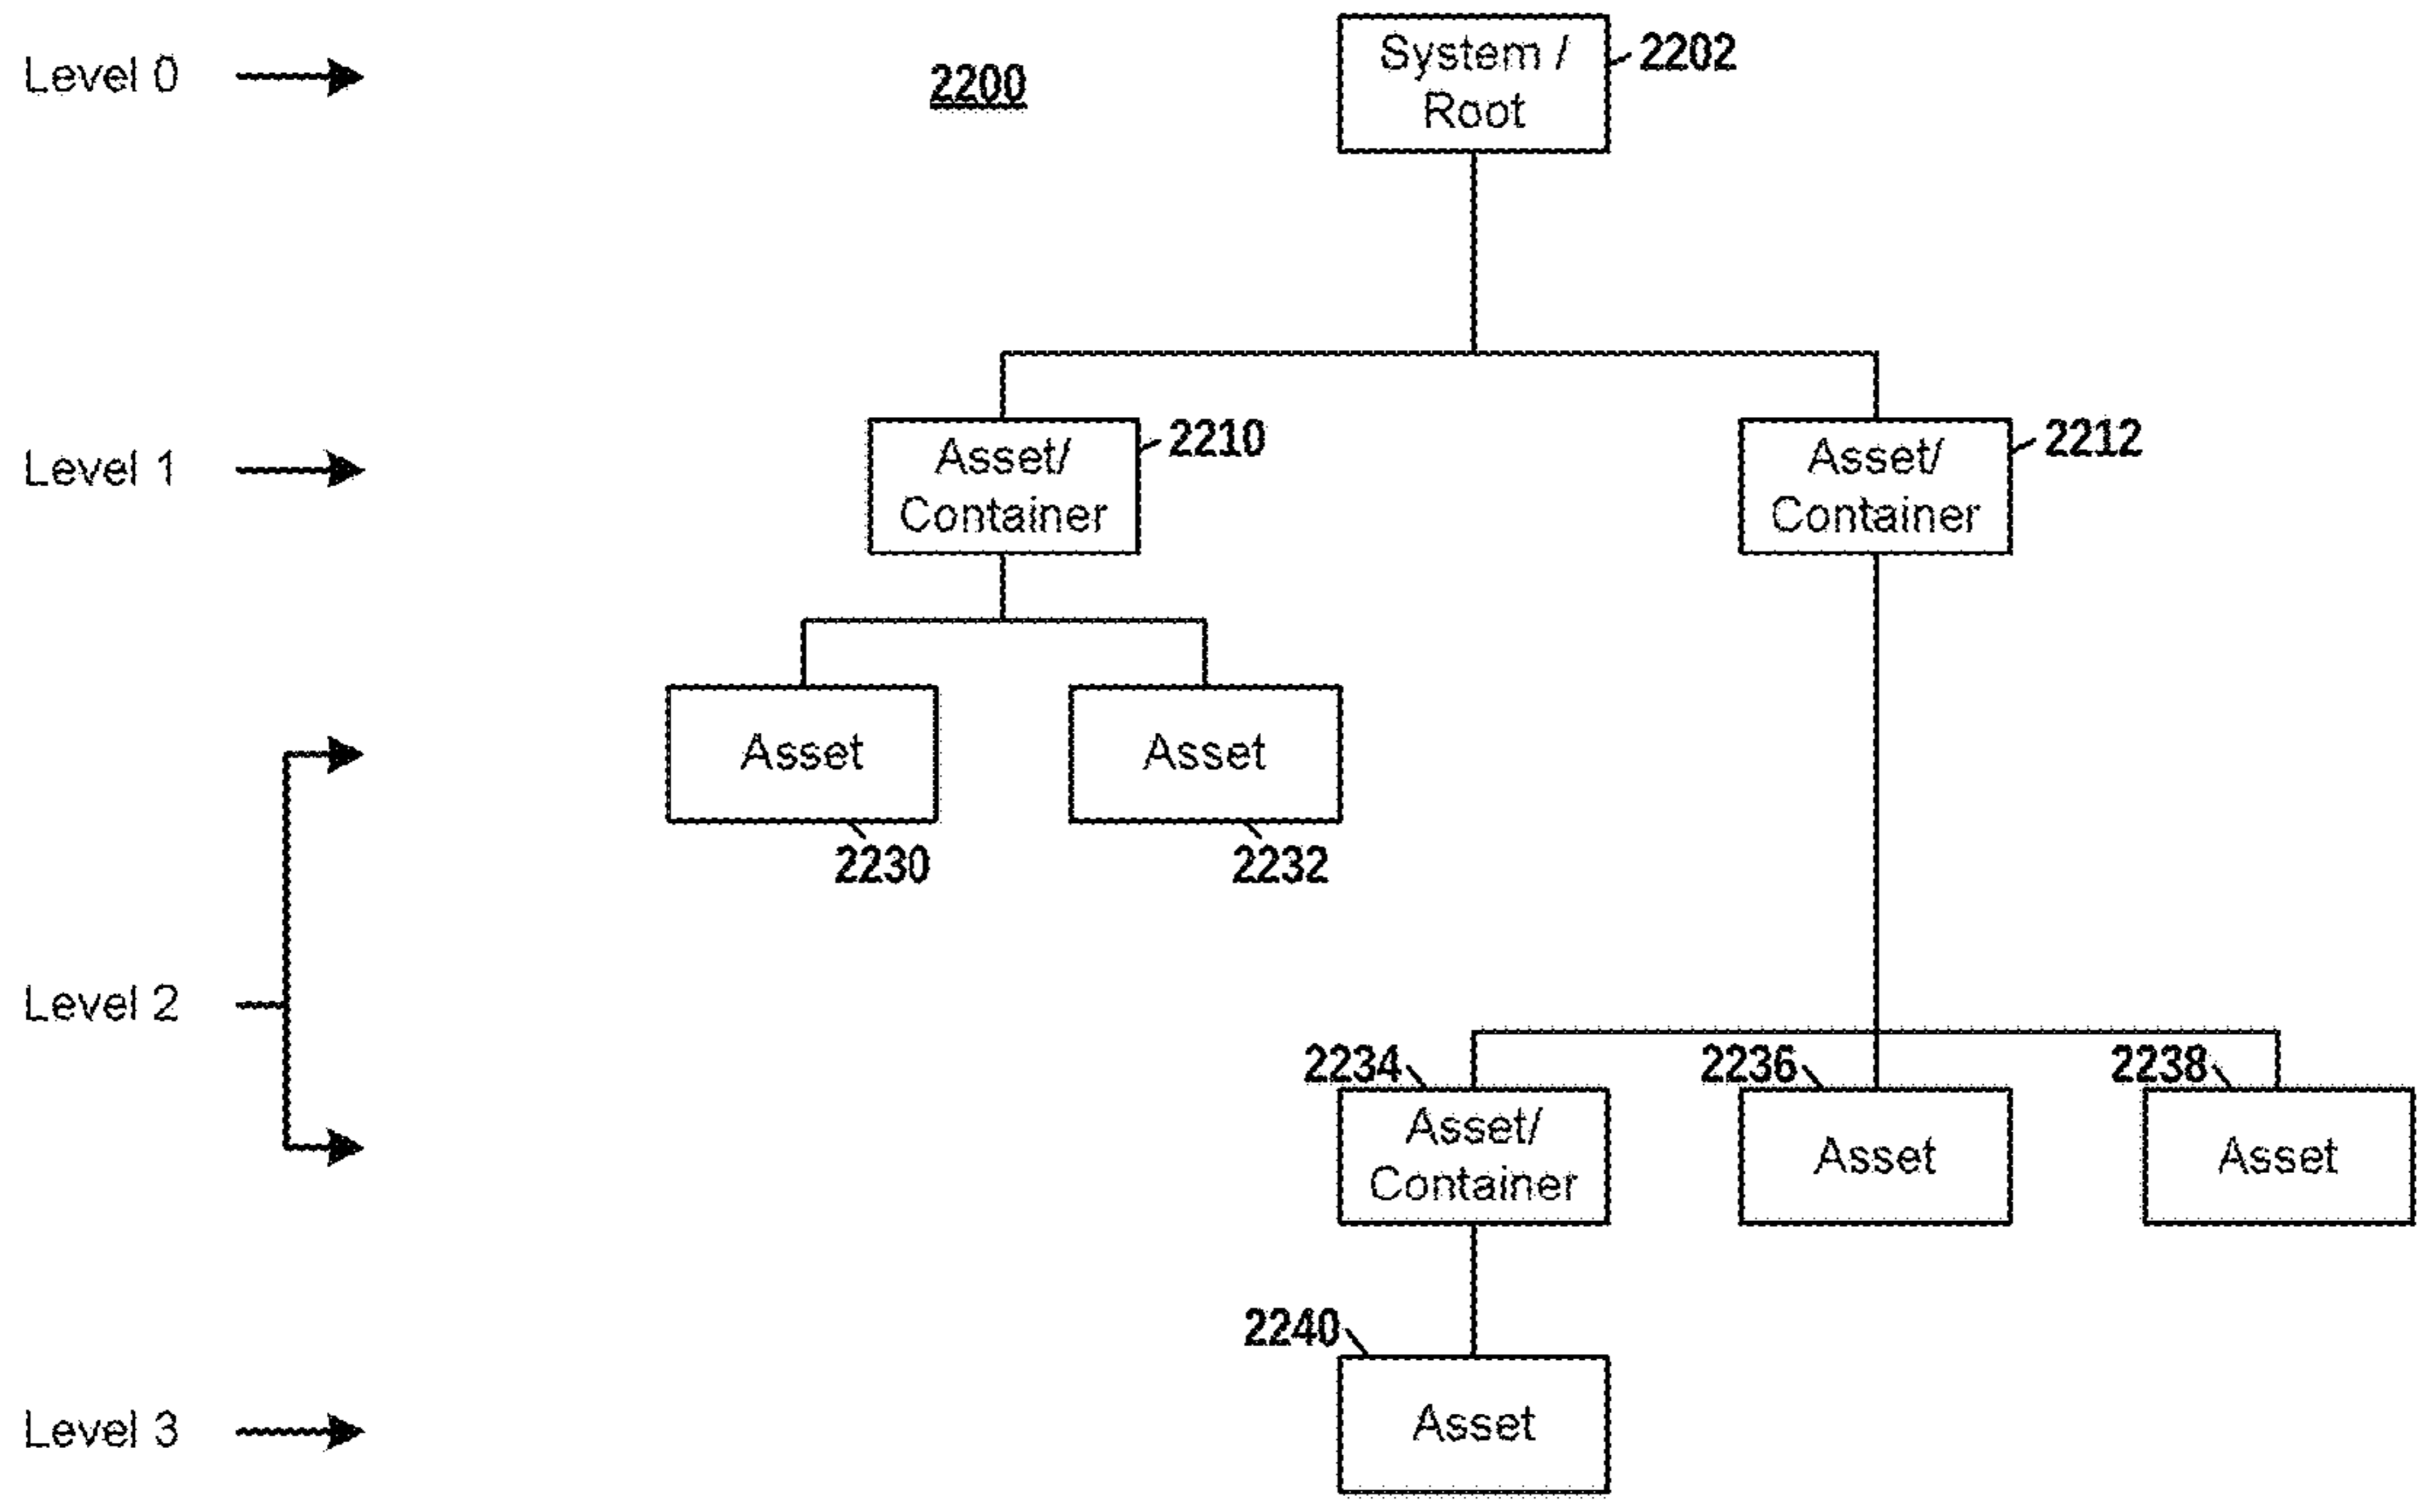 Level 0
2200
System /
Root
2202
Level 1
Asset/
Container
2210
Asset/
Container
2212
Asset
2230
Asset
2232
Level 2
2234
Asset/
Container
2236
Asset
2238
Asset
2240
Level 3
Asset